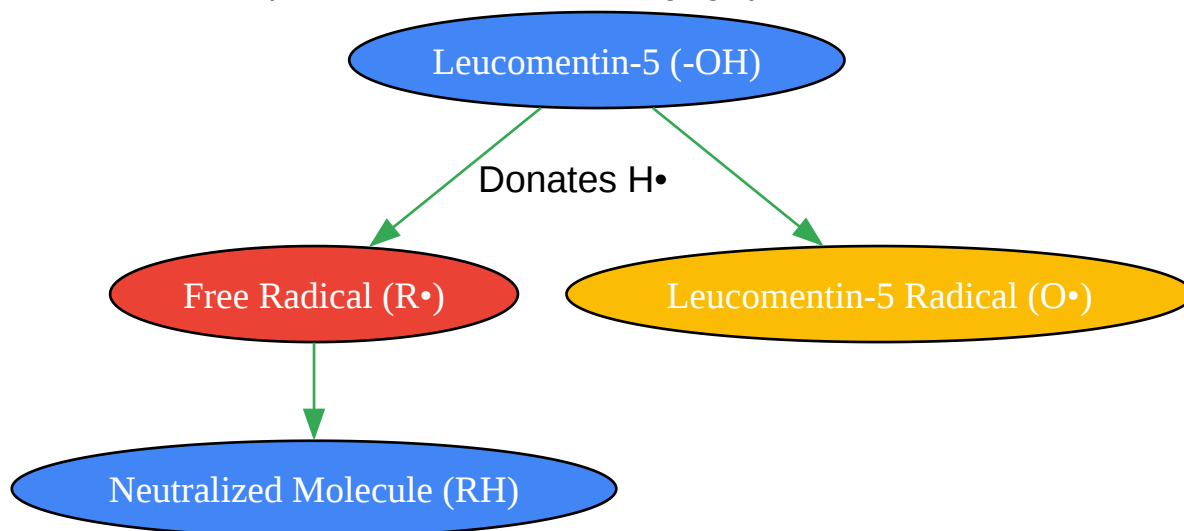 Leucomentin-5 (-OH)
Donates H•
Free Radical (R•)
Leucomentin-5 Radical (O•)
Neutralized Molecule (RH)